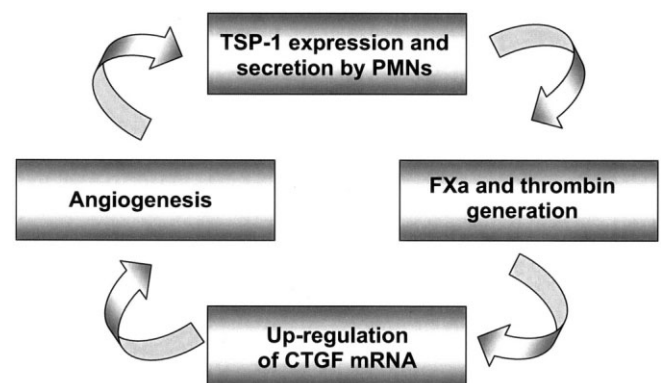 TSP-1 expression and
secretion by PMNs
FXa and thrombin
generation
Up-regulation
of CTGF mRNA
Angiogenesis